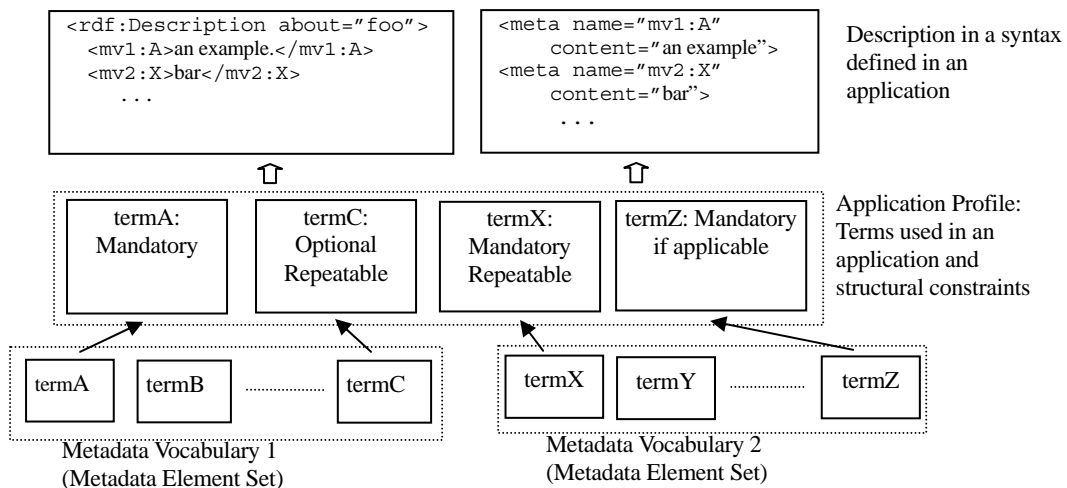 <rdf:Description about="foo">
<mv1:A>an example.</mv1:A>
<mv2:X>bar</mv2:X>
...
<meta name="mv1:A"
content="an example”>
<meta name="mv2:X"
content="bar”>
...
Description in a syntax
defined in an
application
termA:
Mandatory
termC:
Optional
Repeatable
termX:
Mandatory
Repeatable
termZ: Mandatory
if applicable
Application Profile:
Terms used in an
application and
structural constraints
termA
termB
termC
termX
termY
termZ
Metadata Vocabulary 1
(Metadata Element Set)
Metadata Vocabulary 2
(Metadata Element Set)